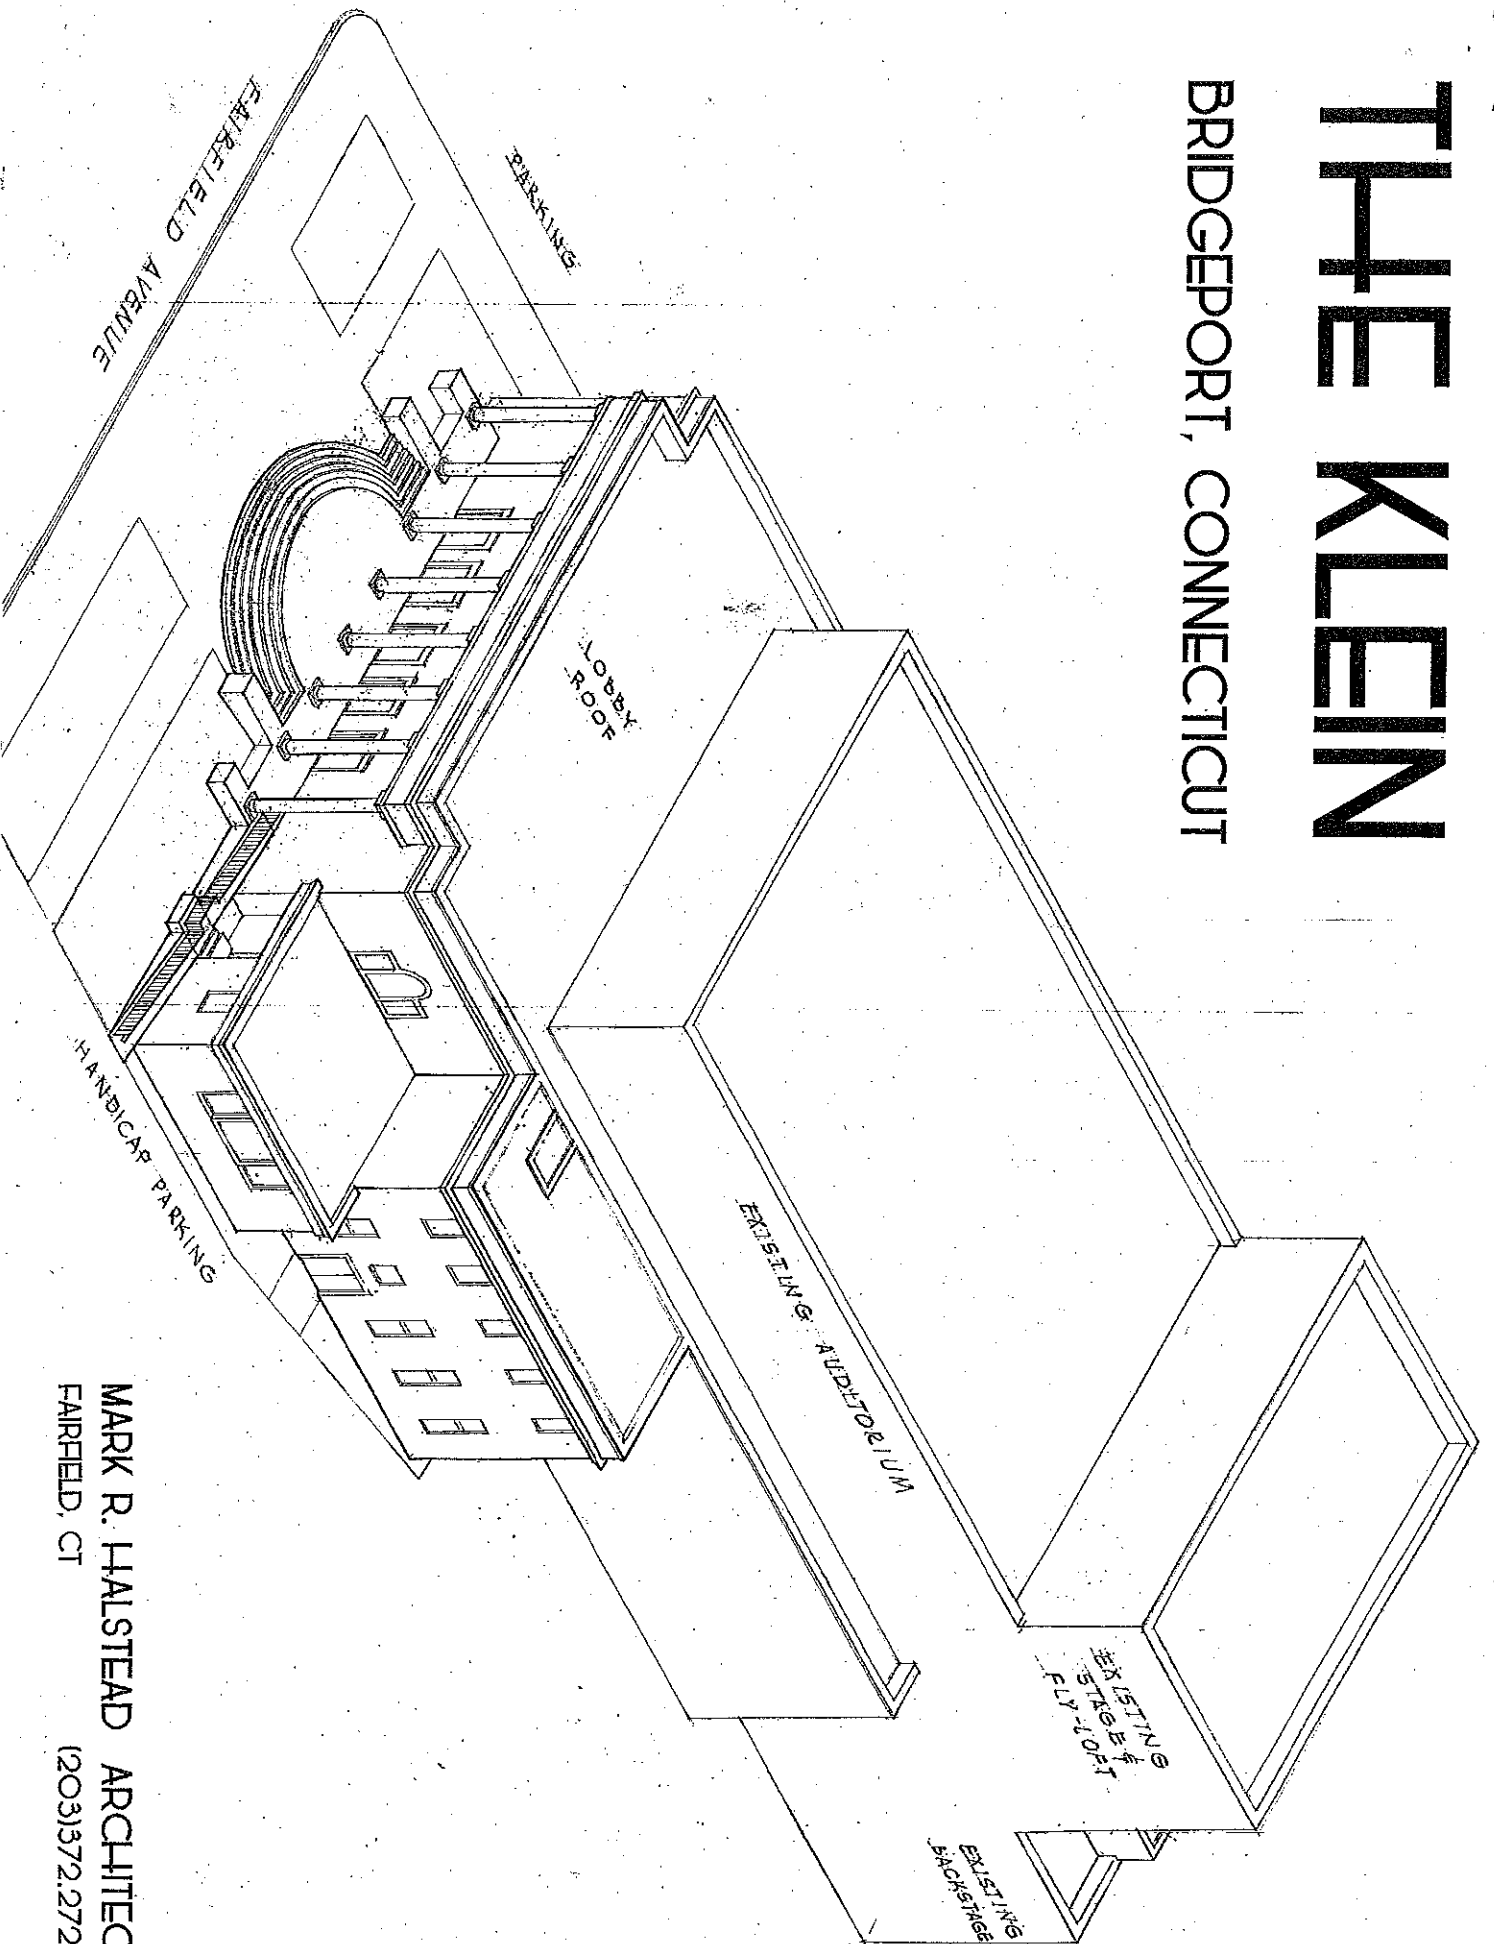 THE KLEIN
BRIDGEPORT, CONNECTICUT
PARKING
FAIRFIELD AVENUE
LOBBY
ROOF
EXISTING AUDITORIUM
EXISTING
STAGE &
FLY-LOFT
EXISTING
BACKSTAGE
HANDICAP PARKING
MARK R. HALSTEAD ARCHITEC
FAIRFIELD, CT (203)372.272